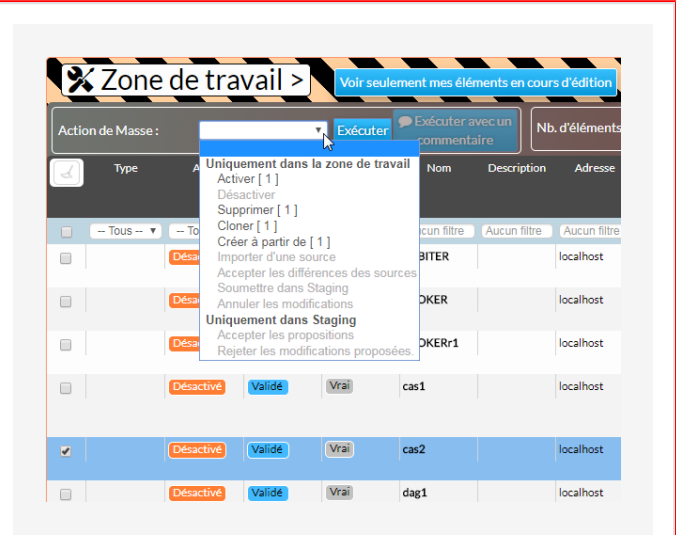 Zone de travail >
Voir seulement mes éléments en cours d'édition
Action de Masse :
Exécuter
Exécuter avec un
commentaire
Nb. d'éléments
Type
Nom
Description
Adresse
Uniquement dans la zone de travail
Activer [ 1 ]
Désactiver
Supprimer [ 1 ]
Cloner [ 1 ]
Créer à partir de [ 1 ]
Importer d'une source
Accepter les différences des sources
Soumettre dans Staging
Annuler les modifications
Uniquement dans Staging
Accepter les propositions
Rejeter les modifications proposées.
-- Tous --
Aucun filtre
Aucun filtre
localhost
localhost
localhost
Désactivé Validé Vrai cas1 localhost
Désactivé Validé Vrai cas2 localhost
Désactivé Validé Vrai dag1 localhost